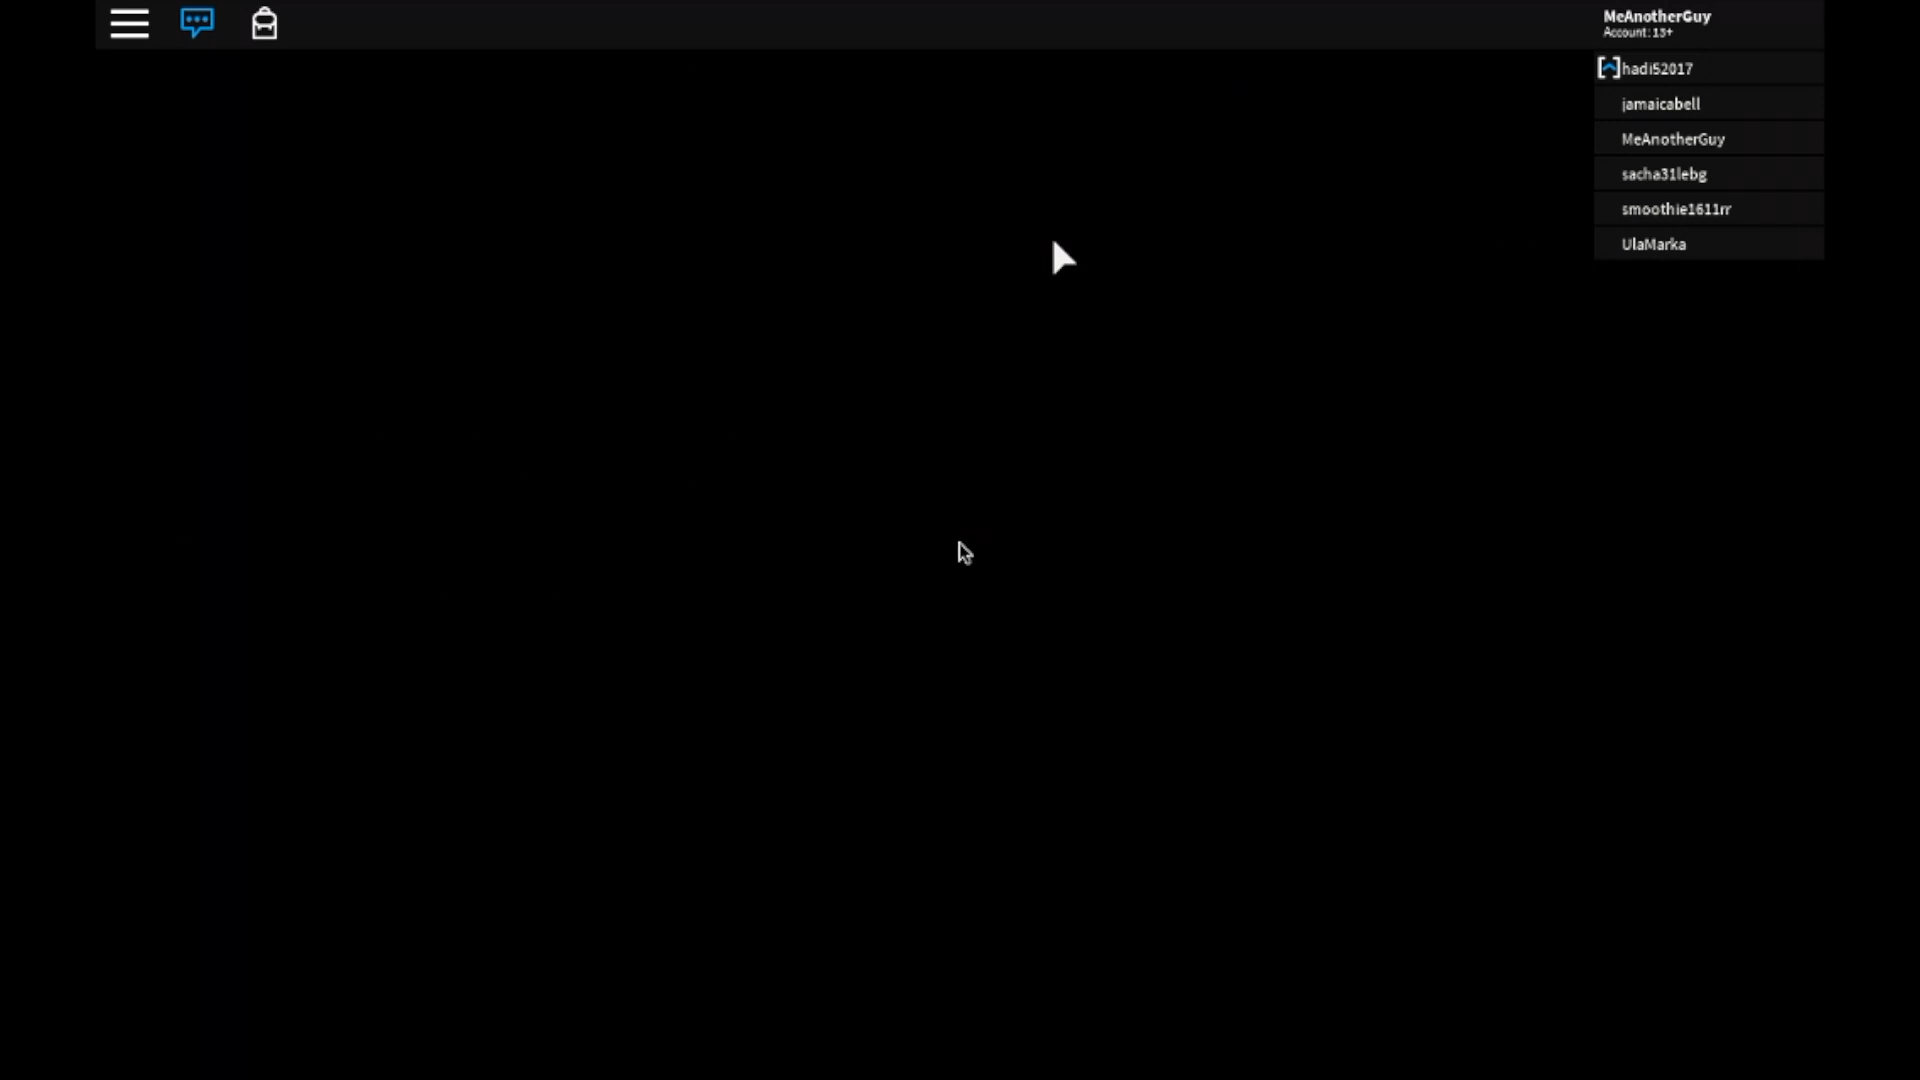 MeAnotherGuy
Account: 13+
hadi52017
jamaicabell
MeAnotherGuy
sacha31lebg
smoothie1611rr
UlaMarka